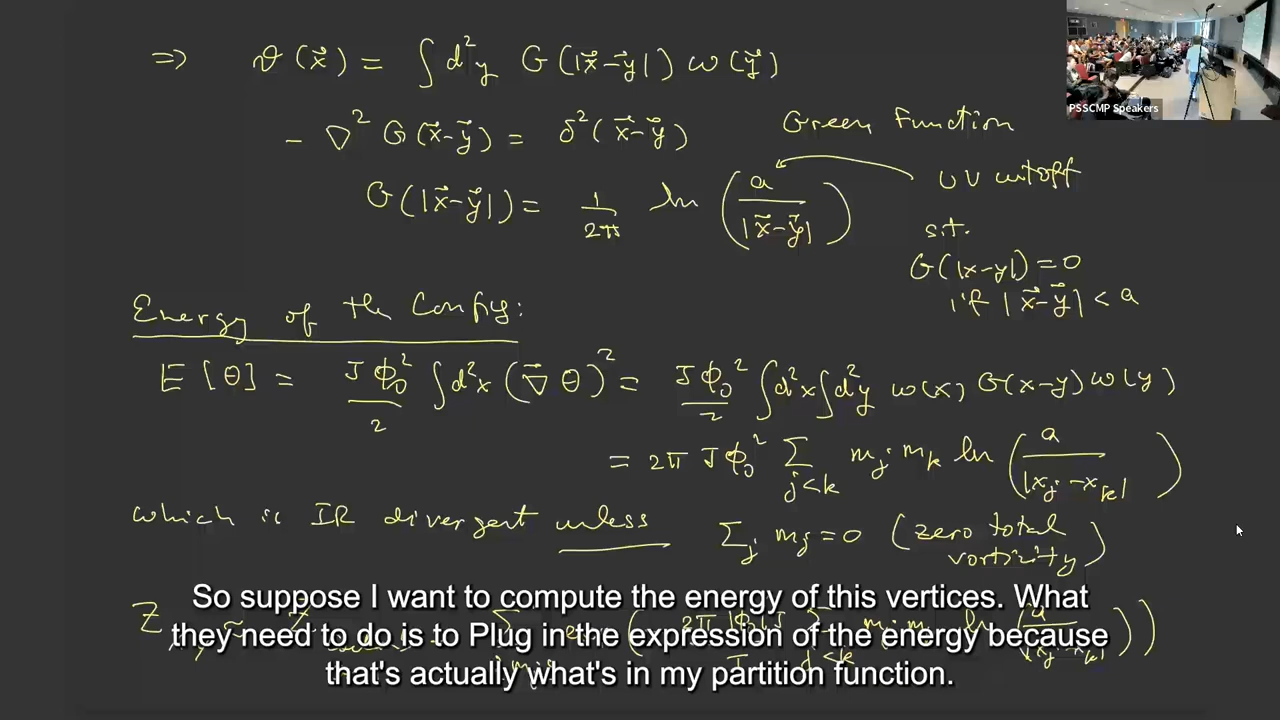 PSSCMP Speakers
⇒ ϑ(x⃗) = ∫d²y G(|x⃗-y⃗|) ω(y⃗)
- ∇² G(x⃗-y⃗) = δ²(x⃗-y⃗) Green Function
G(|x⃗-y⃗|) = 1/2π ln (a/|x⃗-y⃗|) UV cutoff
s.t.
G(|x-y|) = 0
if |x⃗-y⃗| < a
Energy of the Config:
E[θ] = Jϕ₀²/2 ∫d²x (∇⃗θ)² = Jϕ₀²/2 ∫d²x∫d²y ω(x) G(x-y) ω(y)
= 2π Jϕ₀² Σ_{j<k} m_j m_k ln (a/|x_j - x_k|)
which is IR divergent unless Σ_j m_j = 0 (zero total
vorticity)
So suppose I want to compute the energy of this vertices. What
they need to do is to Plug in the expression of the energy because
that's actually what's in my partition function.